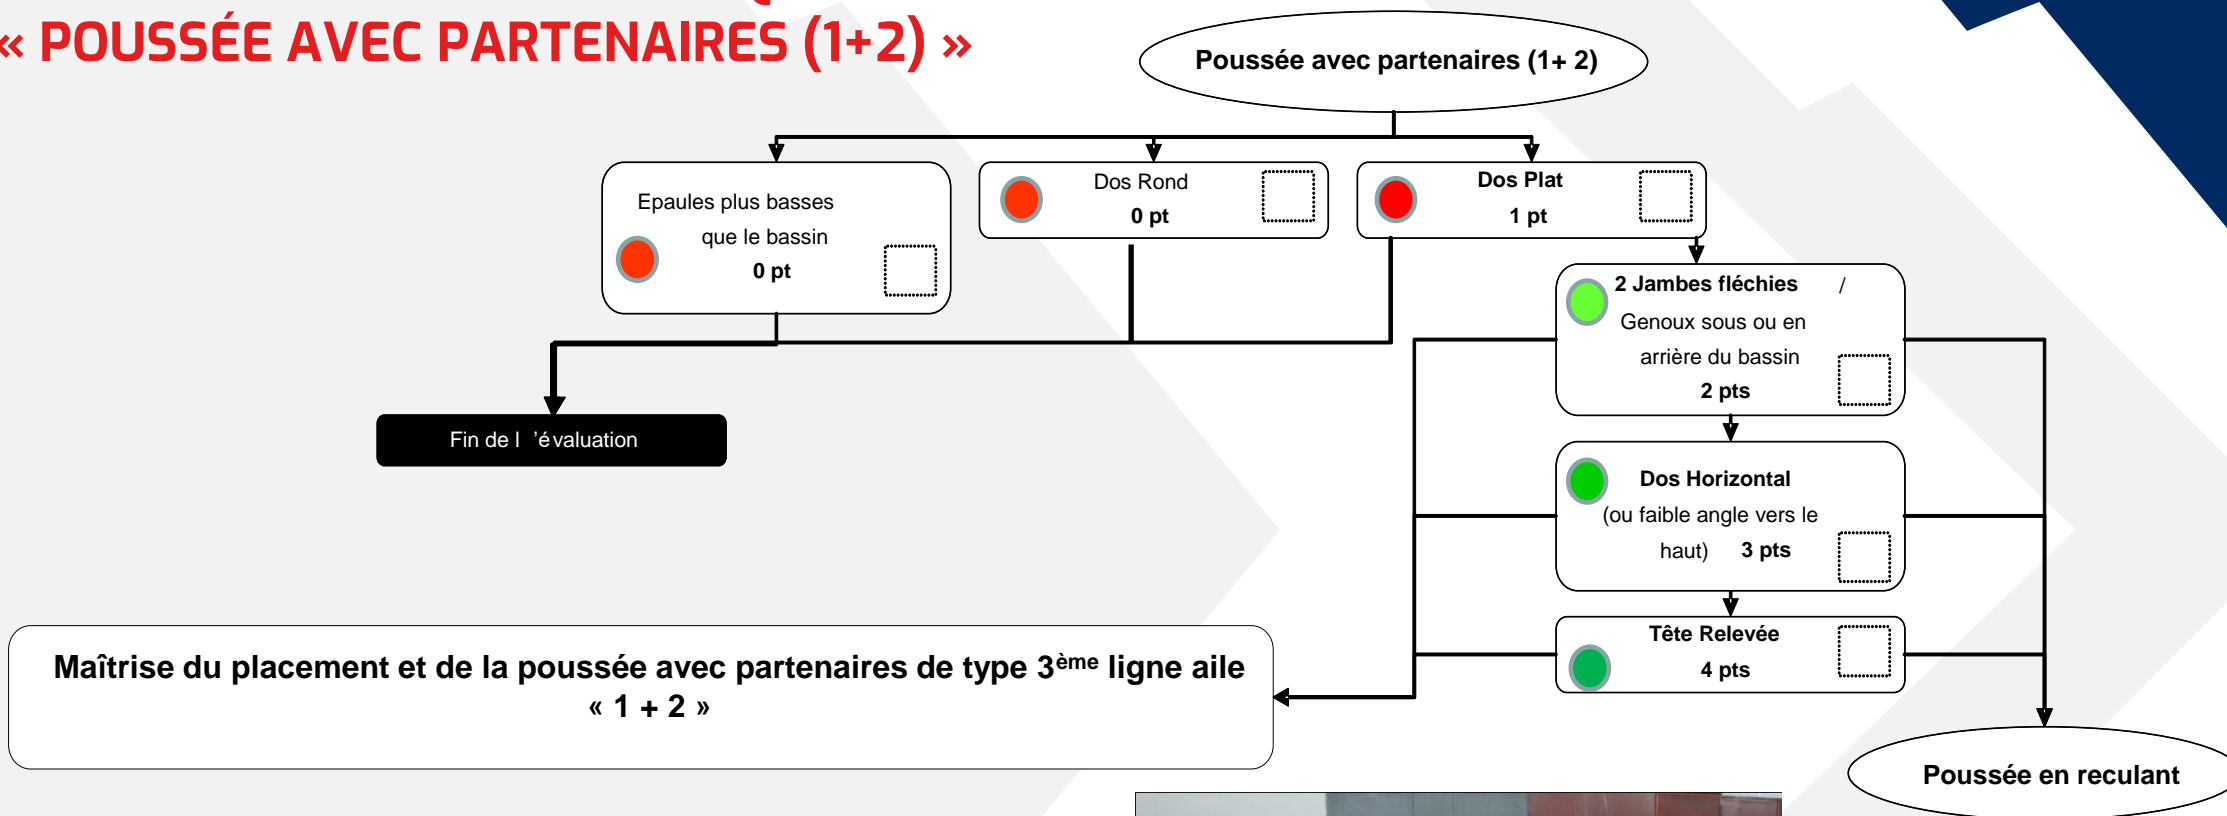 « POUSSÉE AVEC PARTENAIRES (1+2) »
Poussée avec partenaires (1+ 2)
Epaules plus basses
que le bassin
0 pt
Dos Rond
0 pt
Dos Plat
1 pt
2 Jambes fléchies /
Genoux sous ou en
arrière du bassin
2 pts
Fin de l ’évaluation
Dos Horizontal
(ou faible angle vers le
haut) 3 pts
Tête Relevée
4 pts
Maîtrise du placement et de la poussée avec partenaires de type 3ème ligne aile
« 1 + 2 »
Poussée en reculant